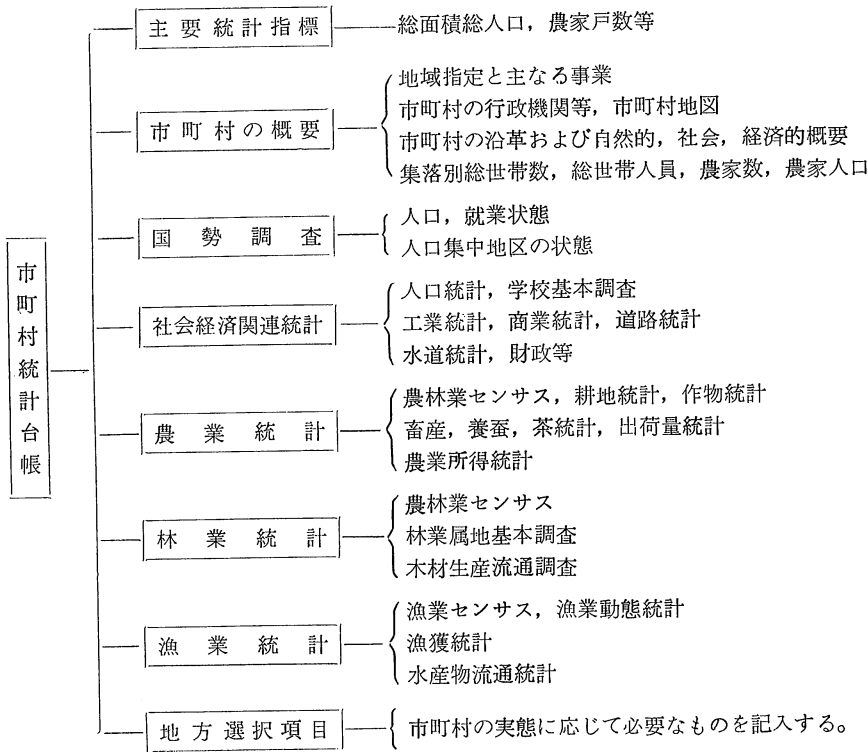 市町村統計台帳
主要統計指標
総面積総人口，農家戸数等
市町村の概要
地域指定と主なる事業
市町村の行政機関等，市町村地図
市町村の沿革および自然的，社会，経済的概要
集落別総世帯数，総世帯人員，農家数，農家人口
国勢調査
人口，就業状態
人口集中地区の状態
社会経済関連統計
人口統計，学校基本調査
工業統計，商業統計，道路統計
水道統計，財政等
農業統計
農林業センサス，耕地統計，作物統計
畜産，養蚕，茶統計，出荷量統計
農業所得統計
林業統計
農林業センサス
林業属地基本調査
木材生産流通調査
漁業統計
漁業センサス，漁業動態統計
漁獲統計
水産物流通統計
地方選択項目
市町村の実態に応じて必要なものを記入する。